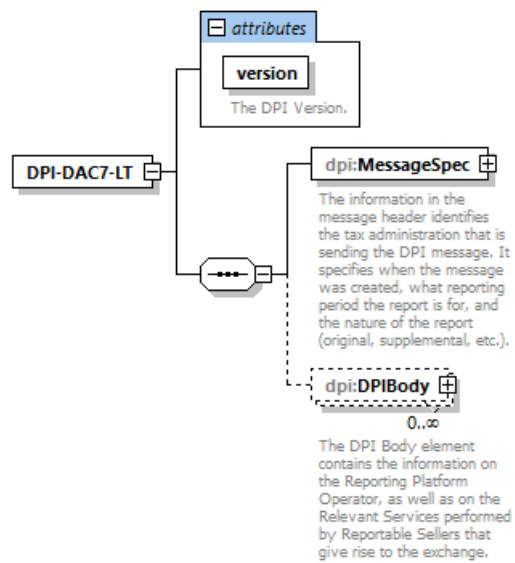 attributes
version
The DPI Version.
DPI-DAC7-LT
dpi:MessageSpec
The information in the
message header identifies
the tax administration that is
sending the DPI message. It
specifies when the message
was created, what reporting
period the report is for, and
the nature of the report
(original, supplemental, etc.).
dpi:DPIBody
0..∞
The DPI Body element
contains the information on
the Reporting Platform
Operator, as well as on the
Relevant Services performed
by Reportable Sellers that
give rise to the exchange.